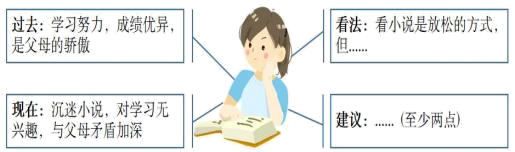 过去：学习努力，成绩优异，
是父母的骄傲
看法：看小说是放松的方式，
但......
现在：沉迷小说，对学习无
兴趣，与父母矛盾加深
建议：......（至少两点）